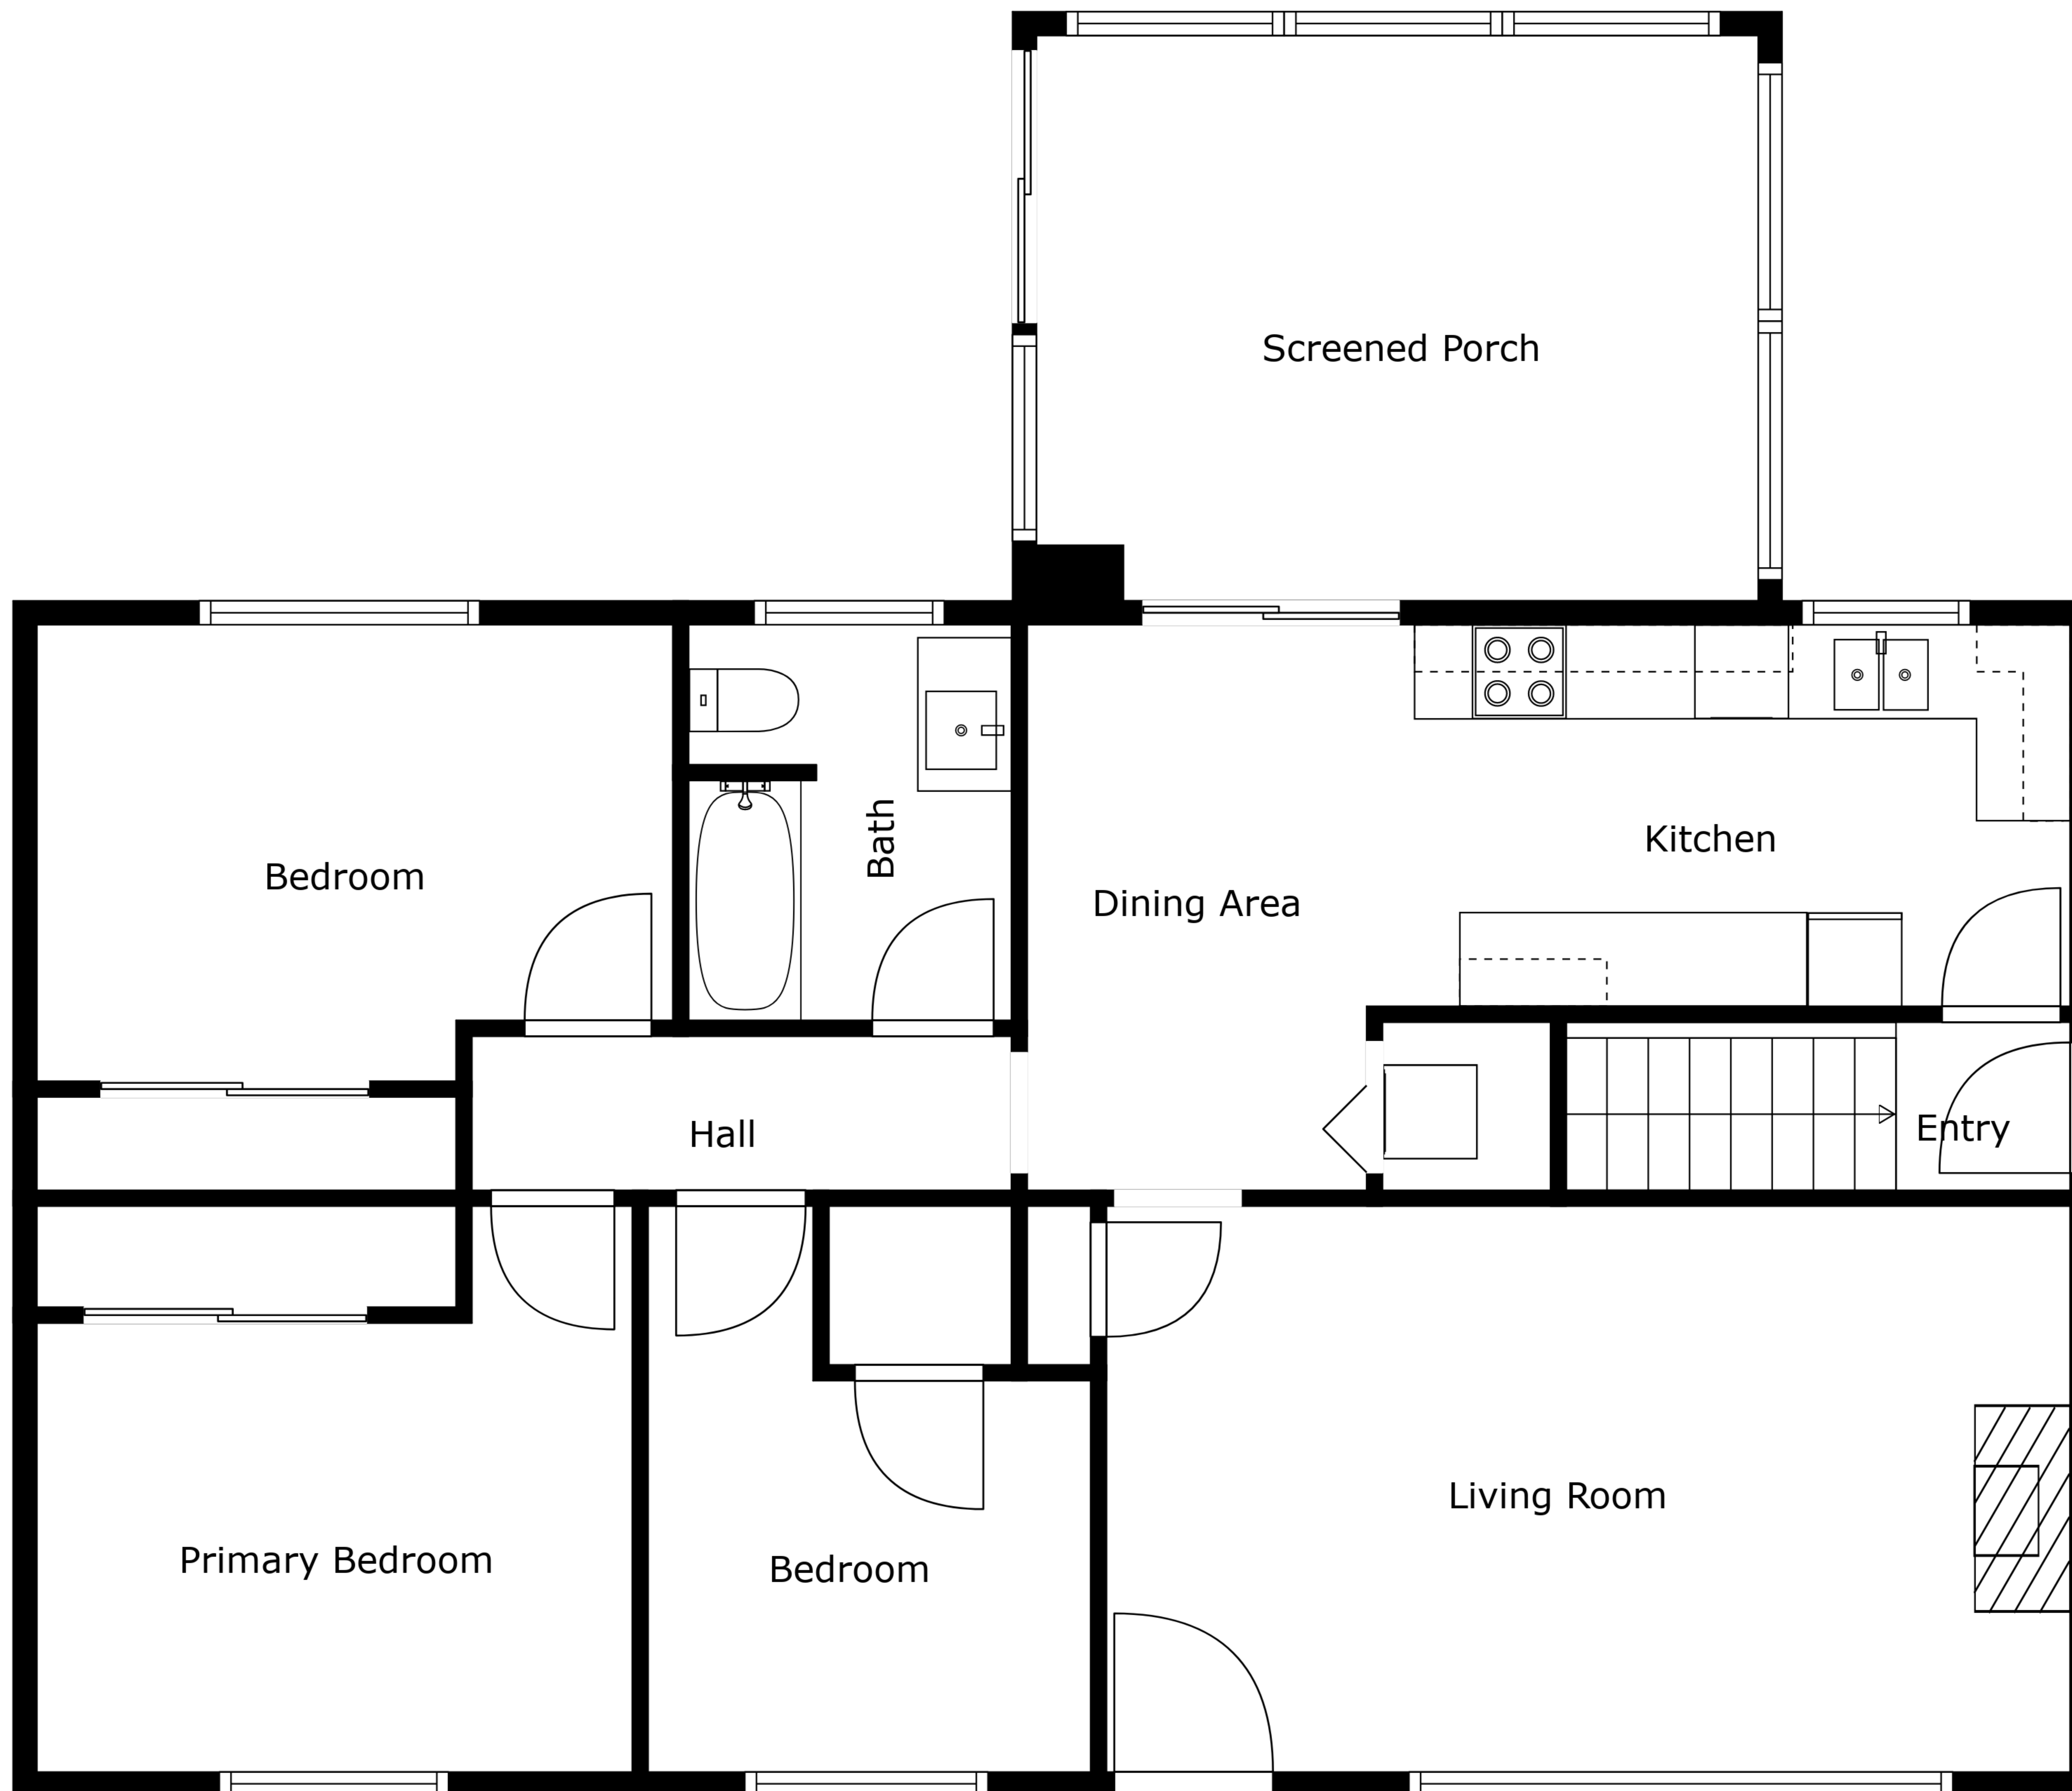 Screened Porch
Kitchen
Bedroom
Bath
Dining Area
Hall
Entry
Living Room
Primary Bedroom
Bedroom